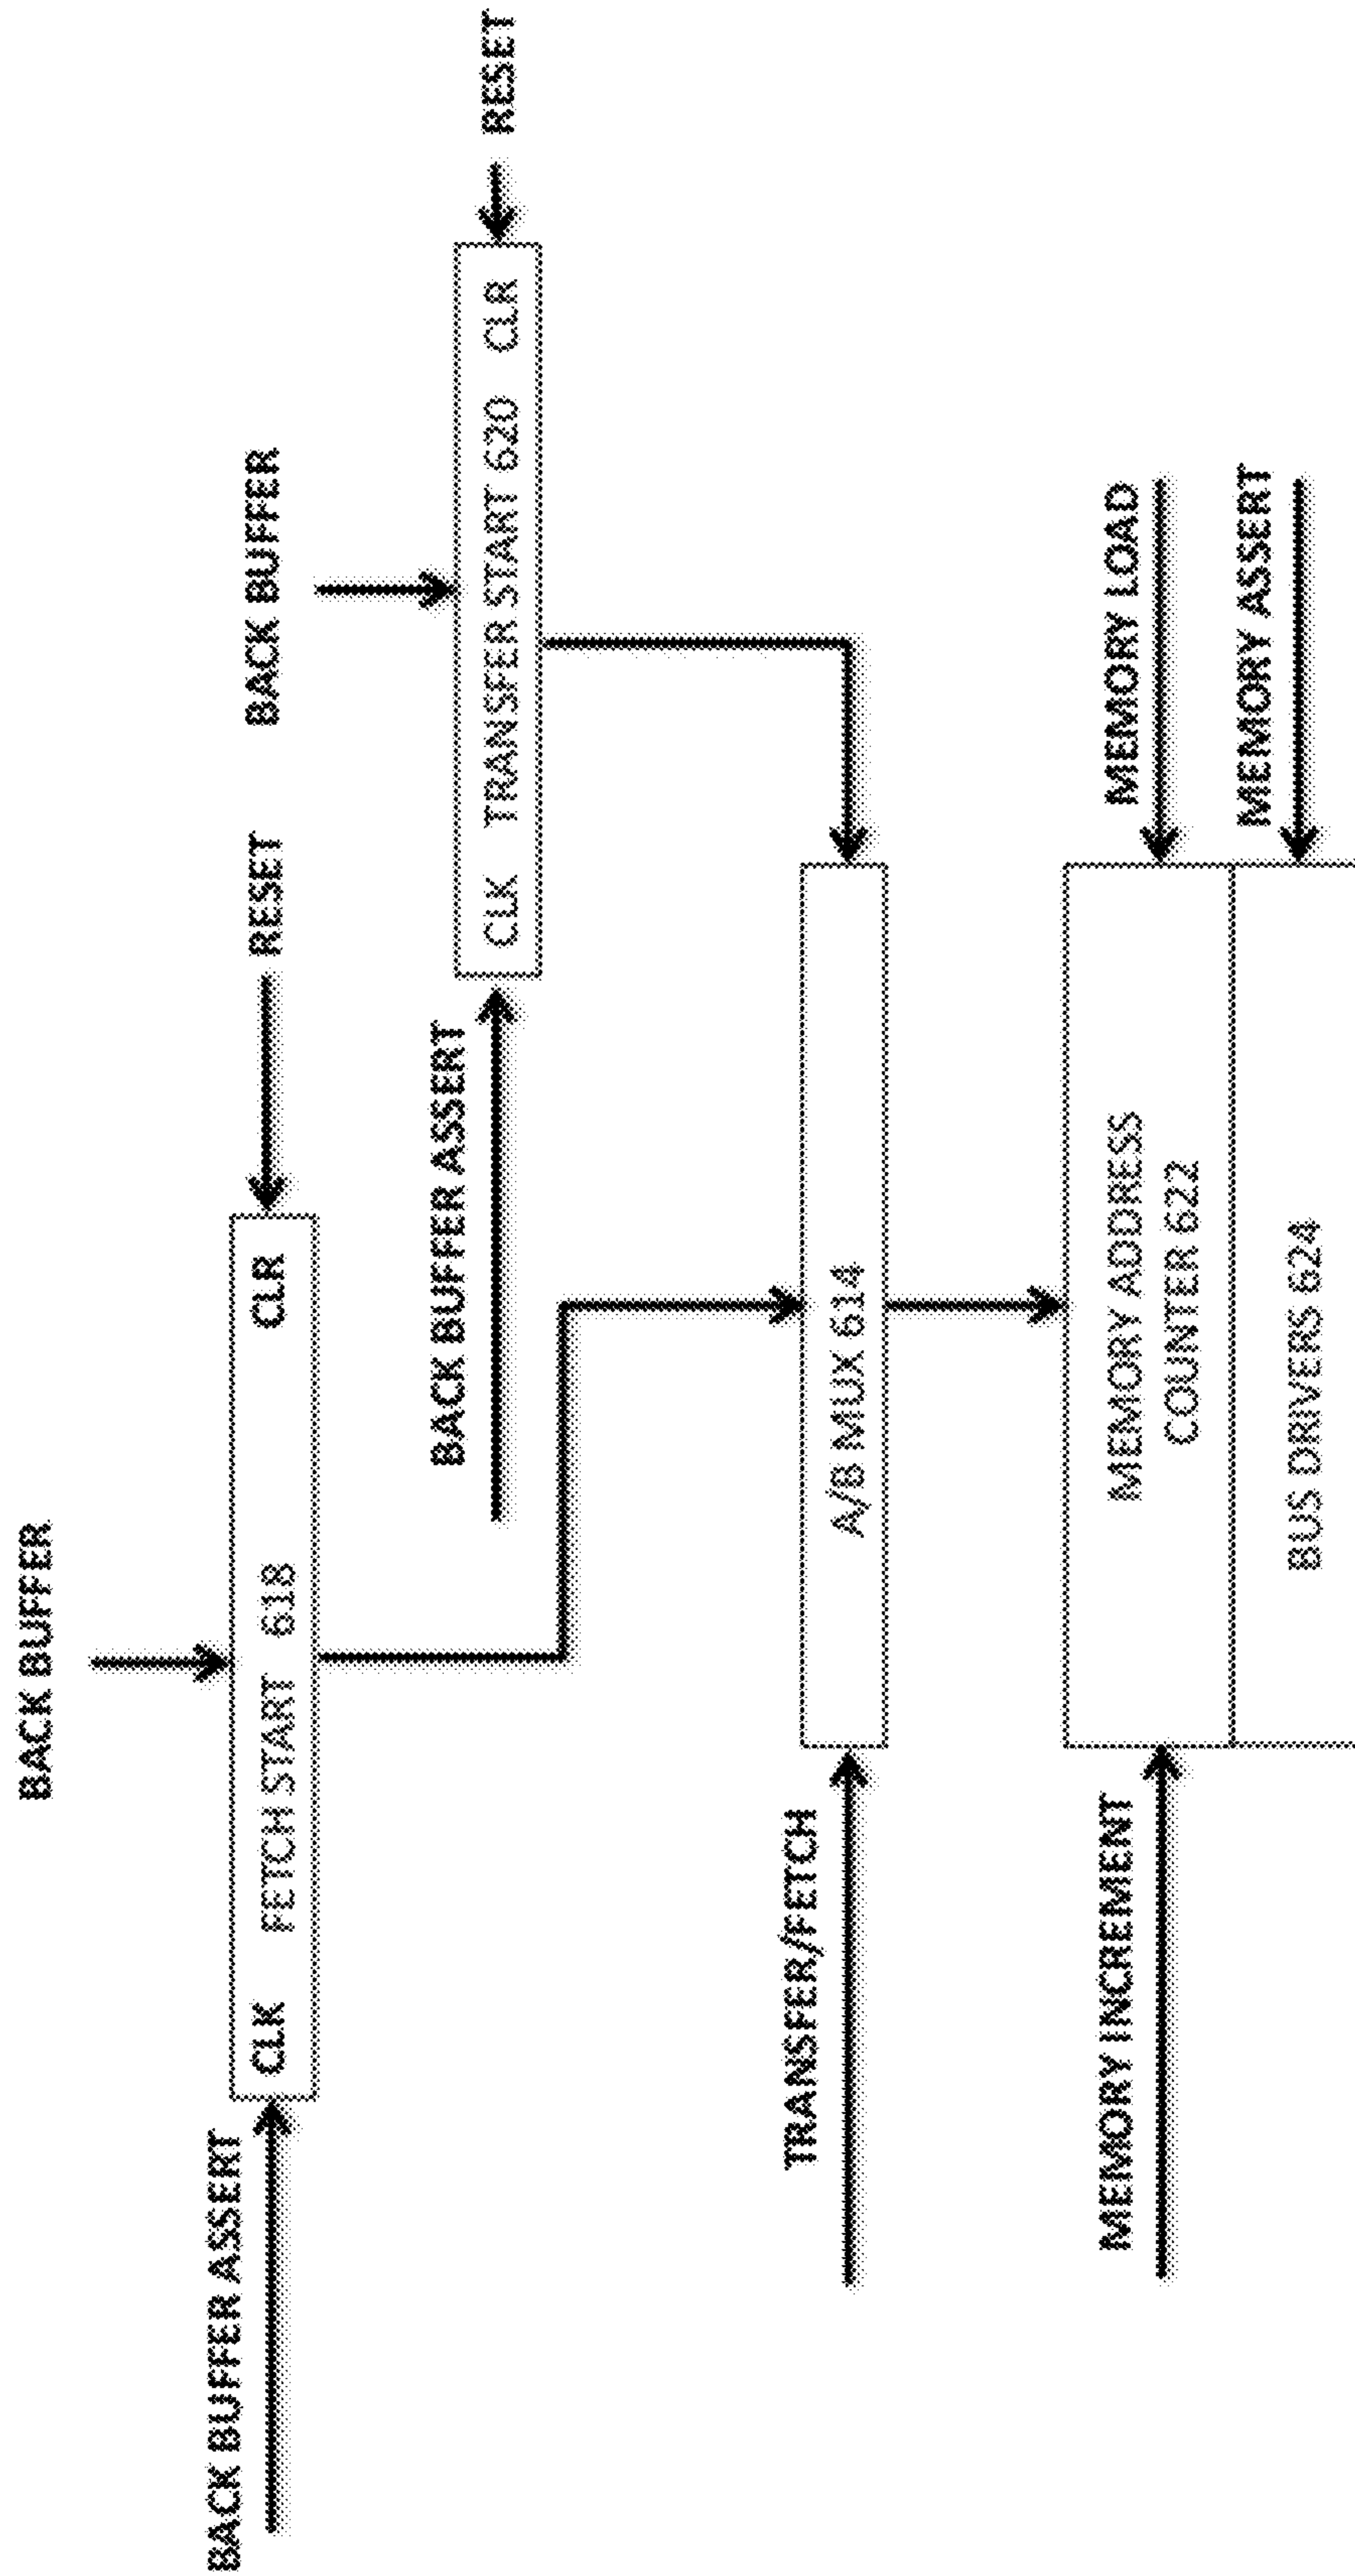 BACK BUFFER
BACK BUFFER ASSERT
CLK FETCH START 618 CLR
RESET
BACK BUFFER
BACK BUFFER ASSERT
CLK TRANSFER START 620 CLR
RESET
TRANSFER/FETCH
A/B MUX 614
MEMORY INCREMENT
MEMORY ADDRESS
COUNTER 622
MEMORY LOAD
BUS DRIVERS 624
MEMORY ASSERT